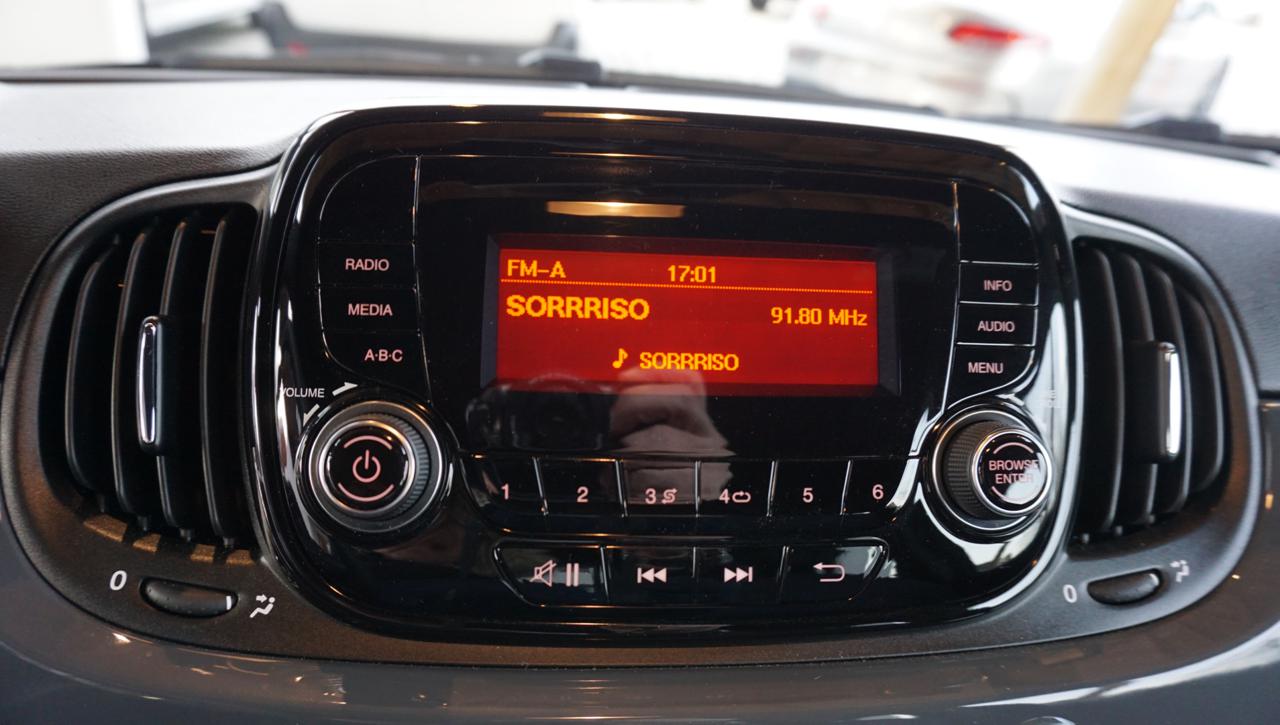 FM-A 17:01
SORRRISO 91.80 MHz
♪ SORRRISO
RADIO
MEDIA
A·B·C
VOLUME
INFO
AUDIO
MENU
BROWSE
ENTER
1 2 3 4 5 6
0
0